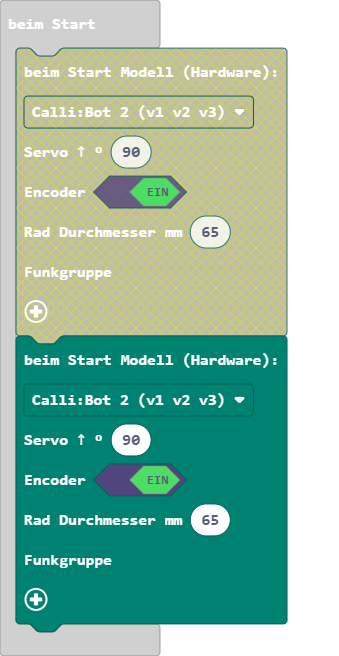 beim Start
beim Start Modell (Hardware):
Calli:Bot 2 (v1 v2 v3)
Servo ↑ º 90
Encoder EIN
Rad Durchmesser mm 65
Funkgruppe
beim Start Modell (Hardware):
Calli:Bot 2 (v1 v2 v3)
Servo ↑ º 90
Encoder EIN
Rad Durchmesser mm 65
Funkgruppe